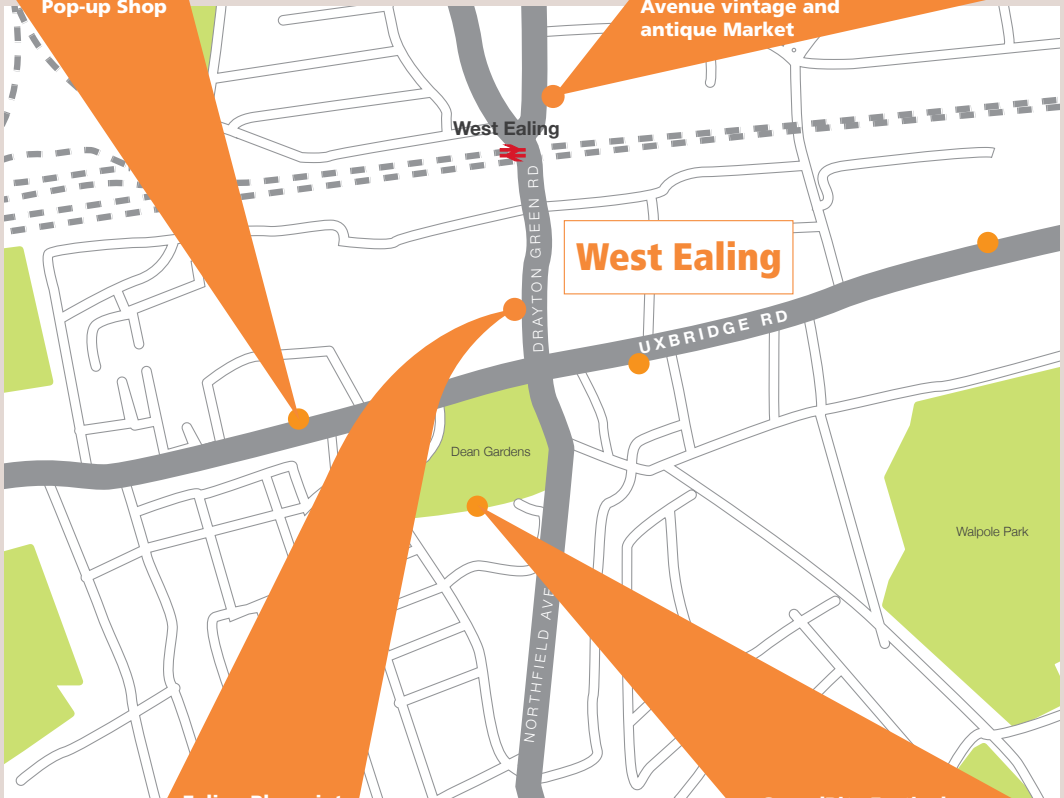 Pop-up Shop
Avenue vintage and
antique Market
West Ealing
DRAYTON GREEN RD
West Ealing
UXBRIDGE RD
Dean Gardens
Walpole Park
NORTHFIELD AVE